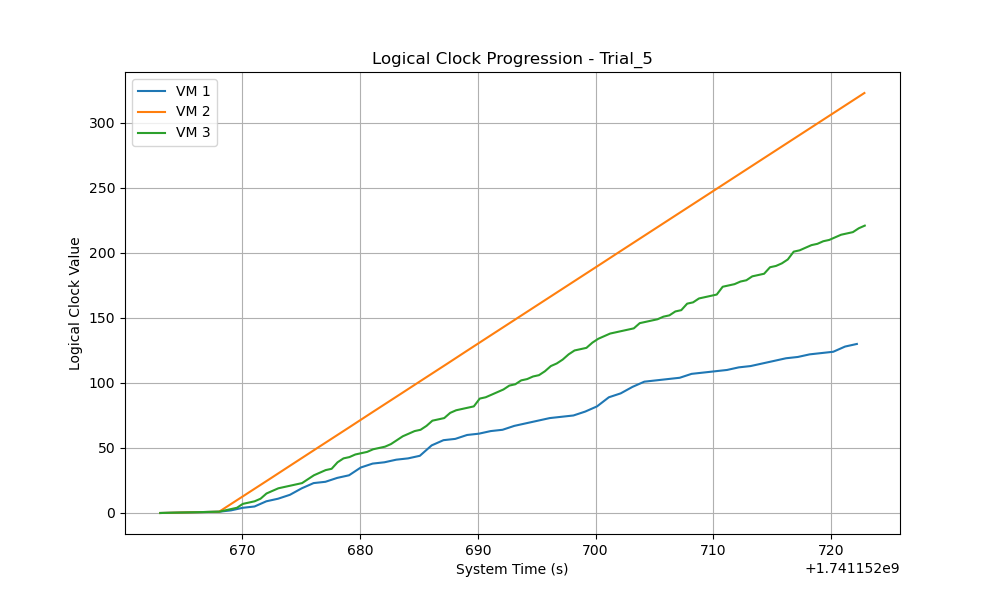 Logical Clock Progression - Trial_5
VM 1
VM 2
VM 3
Logical Clock Value
300
250
200
150
100
50
0
670 680 690 700 710 720
System Time (s)
+1.741152e9